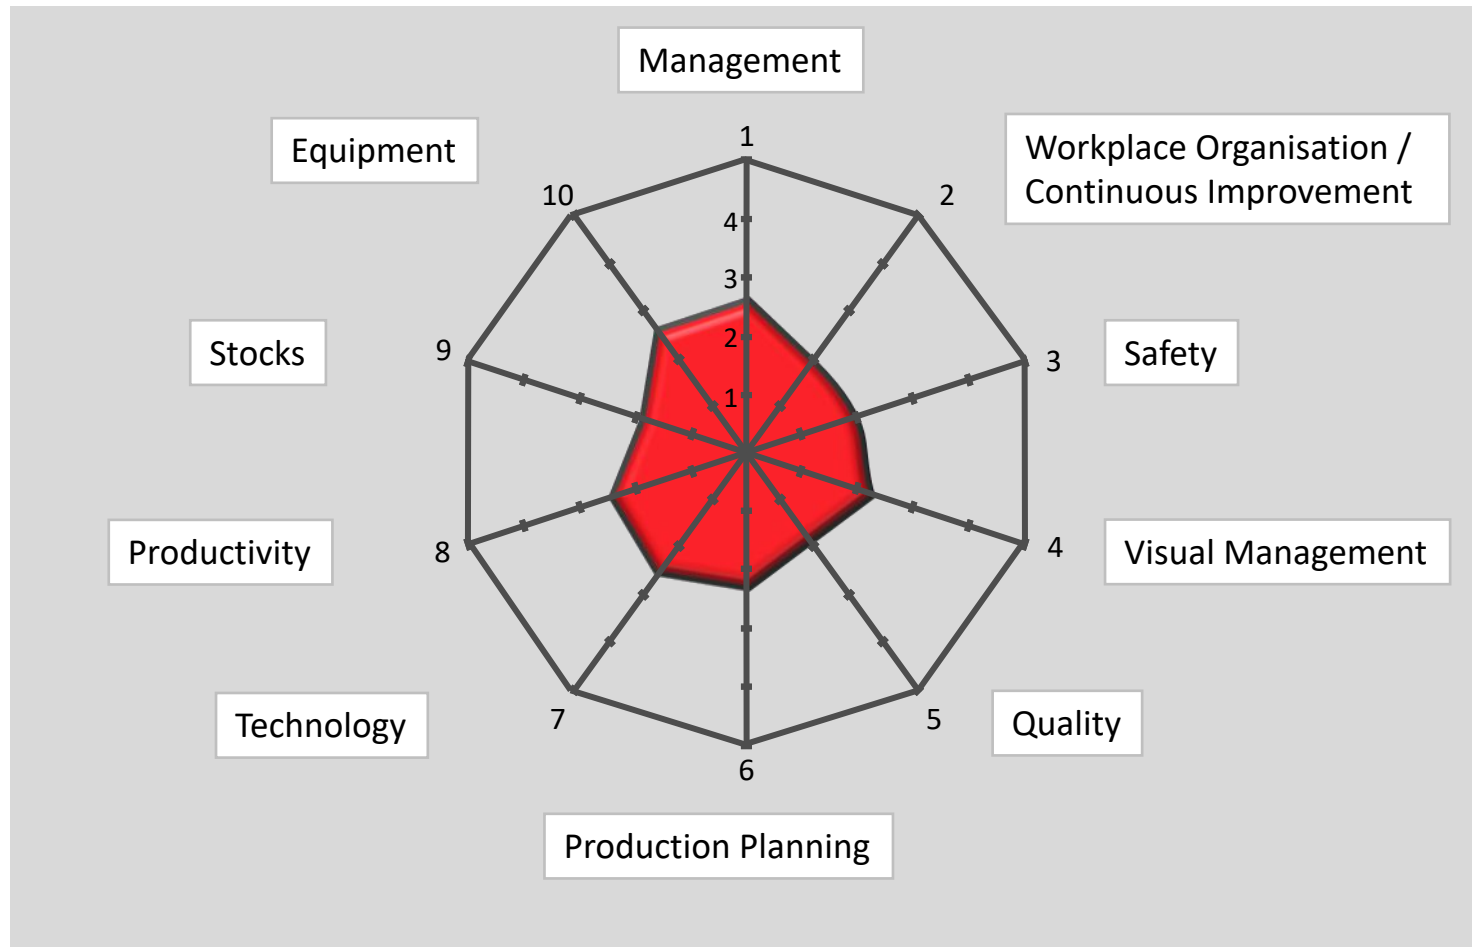 Management
Equipment
Workplace Organisation /
Continuous Improvement
1
10
2
4
3
2
1
Stocks
9
3
Safety
Productivity
8
4
Visual Management
Technology
7
5
Quality
6
Production Planning